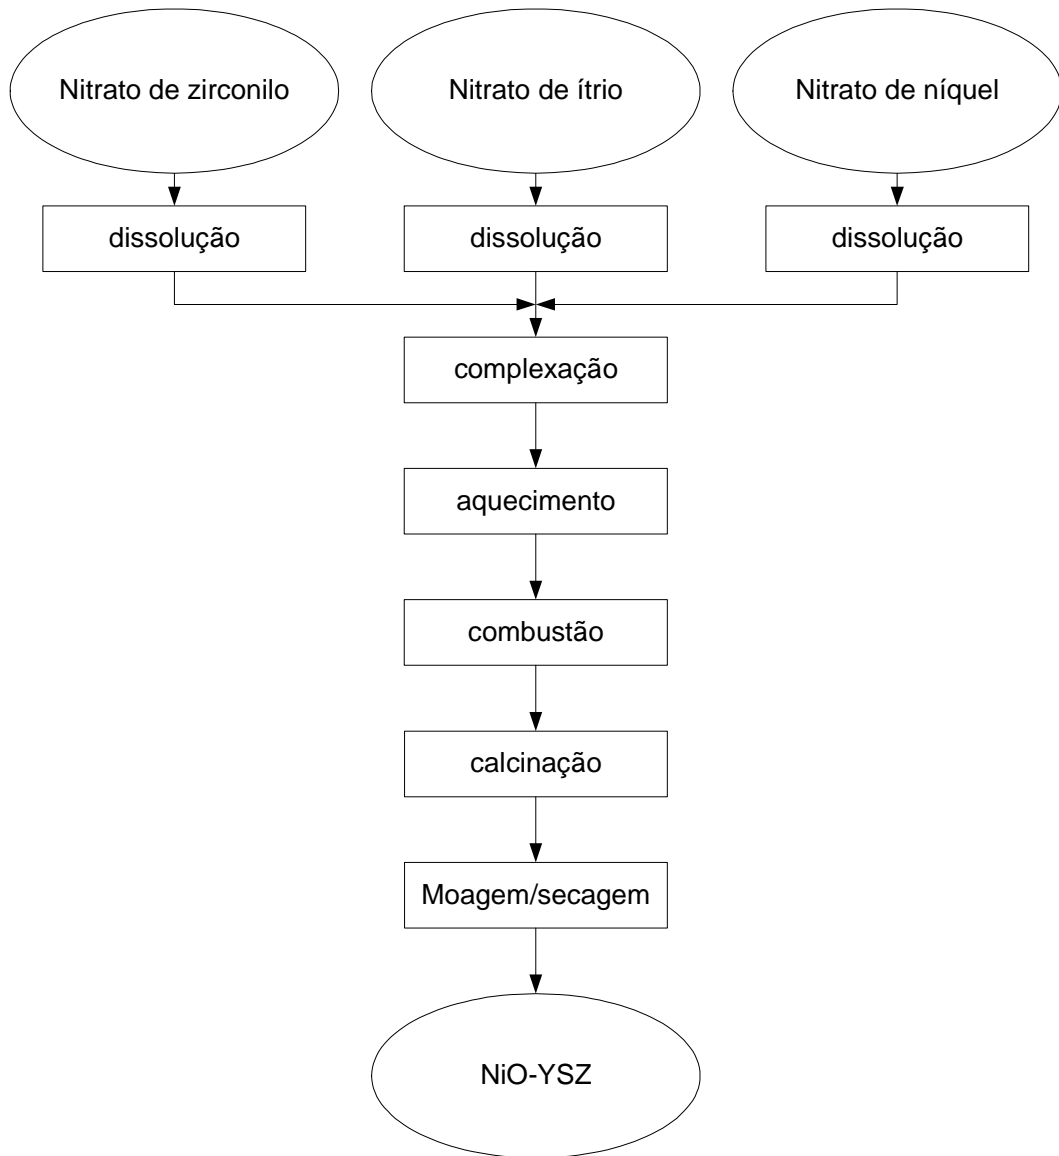 Nitrato de zirconilo
Nitrato de ítrio
Nitrato de níquel
dissolução
dissolução
dissolução
complexação
aquecimento
combustão
calcinação
Moagem/secagem
NiO-YSZ